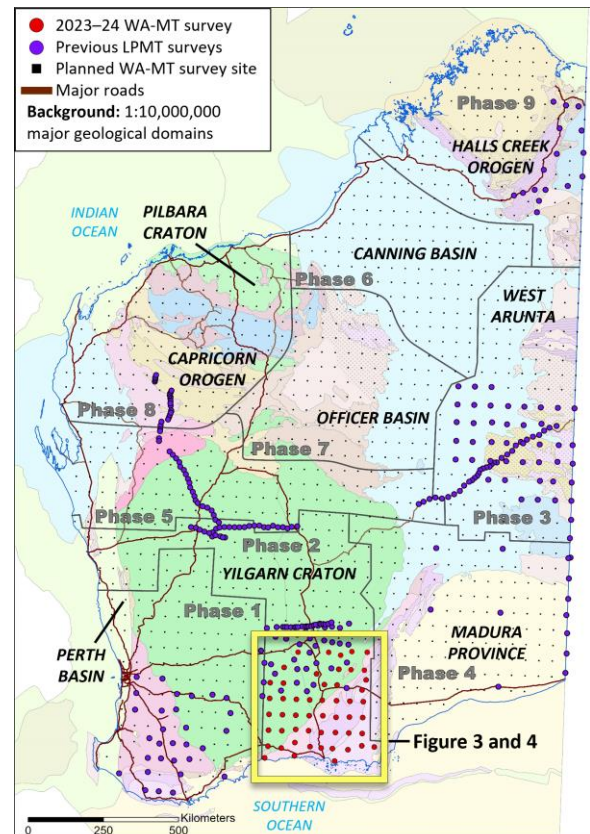 2023–24 WA-MT survey
Previous LPMT surveys
Planned WA-MT survey site
Major roads
Background: 1:10,000,000
major geological domains
Phase 9
HALLS CREEK
OROGEN
INDIAN
OCEAN
PILBARA
CRATON
CANNING BASIN
Phase 6
WEST
ARUNTA
CAPRICORN
OROGEN
Phase 8
OFFICER BASIN
Phase 7
Phase 5
Phase 3
Phase 2
YILGARN CRATON
Phase 1
MADURA
PROVINCE
PERTH
BASIN
Phase 4
Figure 3 and 4
SOUTHERN
OCEAN
0 250 500 Kilometers